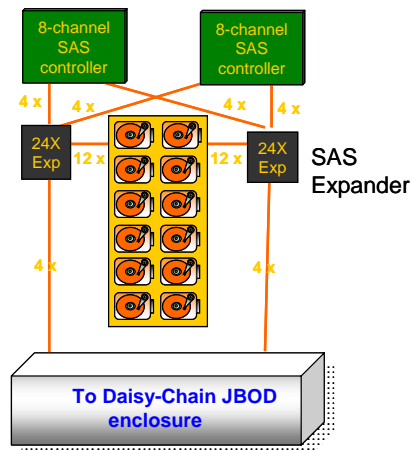 8-channel
SAS
controller
8-channel
SAS
controller
4 x
4 x
4 x
4 x
24X
Exp
12 x
12 x
24X
Exp
SAS
Expander
4 x
4 x
To Daisy-Chain JBOD
enclosure